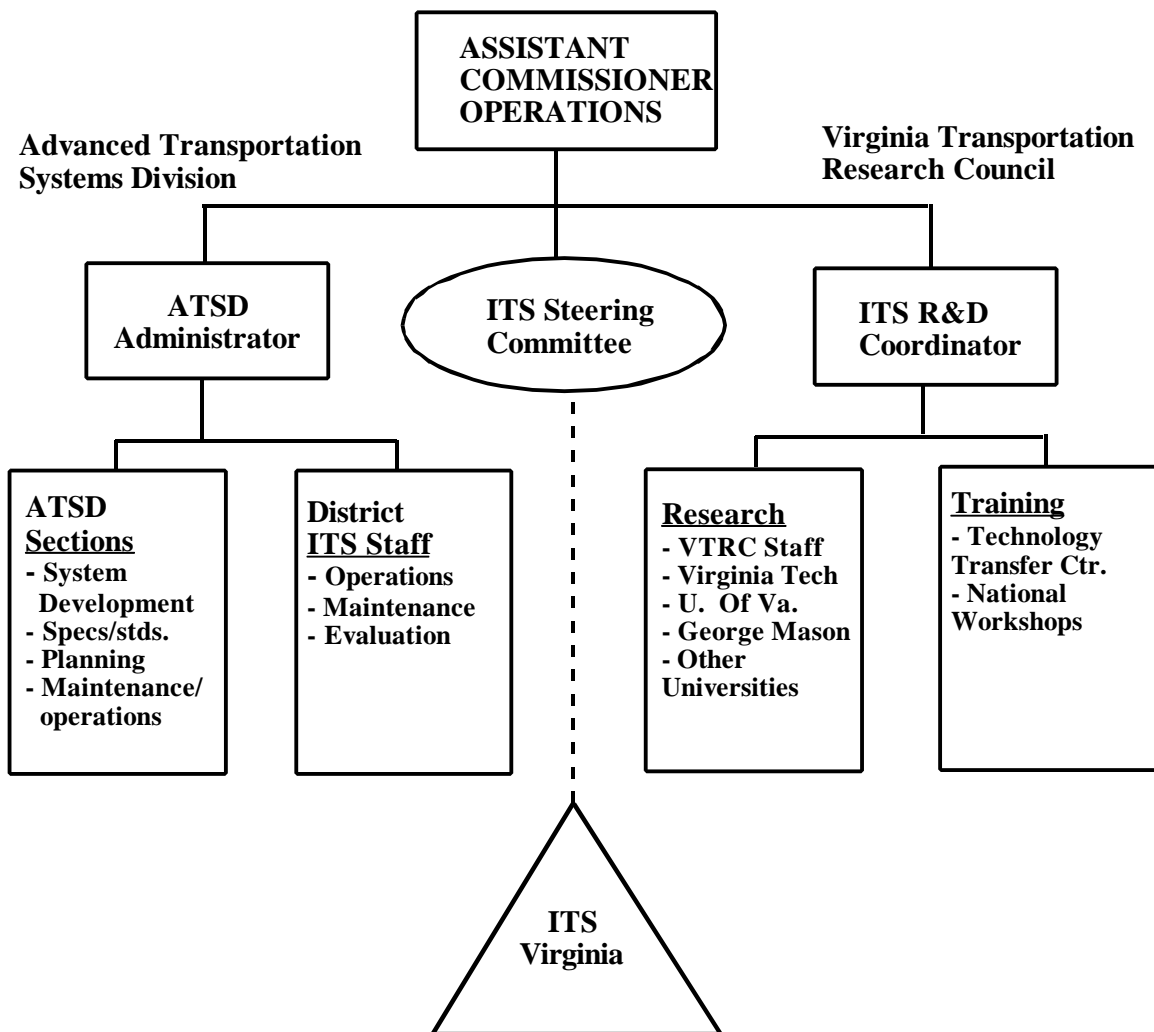 ASSISTANT
COMMISSIONER
OPERATIONS
Advanced Transportation
Systems Division
Virginia Transportation
Research Council
ATSD
Administrator
ITS Steering
Committee
ITS R&D
Coordinator
ATSD
Sections
- System
Development
- Specs/stds.
- Planning
- Maintenance/
operations
District
ITS Staff
- Operations
- Maintenance
- Evaluation
Research
- VTRC Staff
- Virginia Tech
- U. Of Va.
- George Mason
- Other
Universities
Training
- Technology
Transfer Ctr.
- National
Workshops
ITS
Virginia